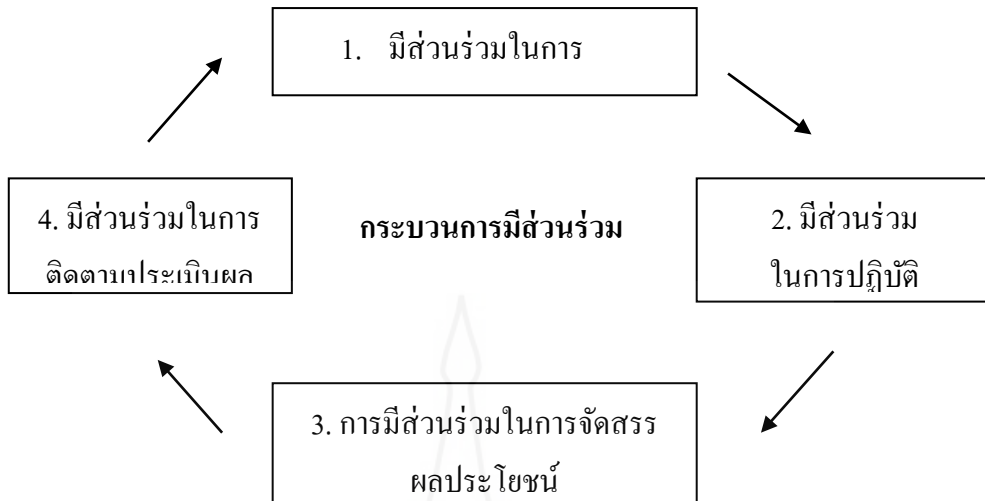 1. มีส่วนร่วมในการ
4. มีส่วนร่วมในการ
ติดตามประเมินผล
กระบวนการมีส่วนร่วม
2. มีส่วนร่วม
ในการปฏิบัติ
3. การมีส่วนร่วมในการจัดสรร
ผลประโยชน์